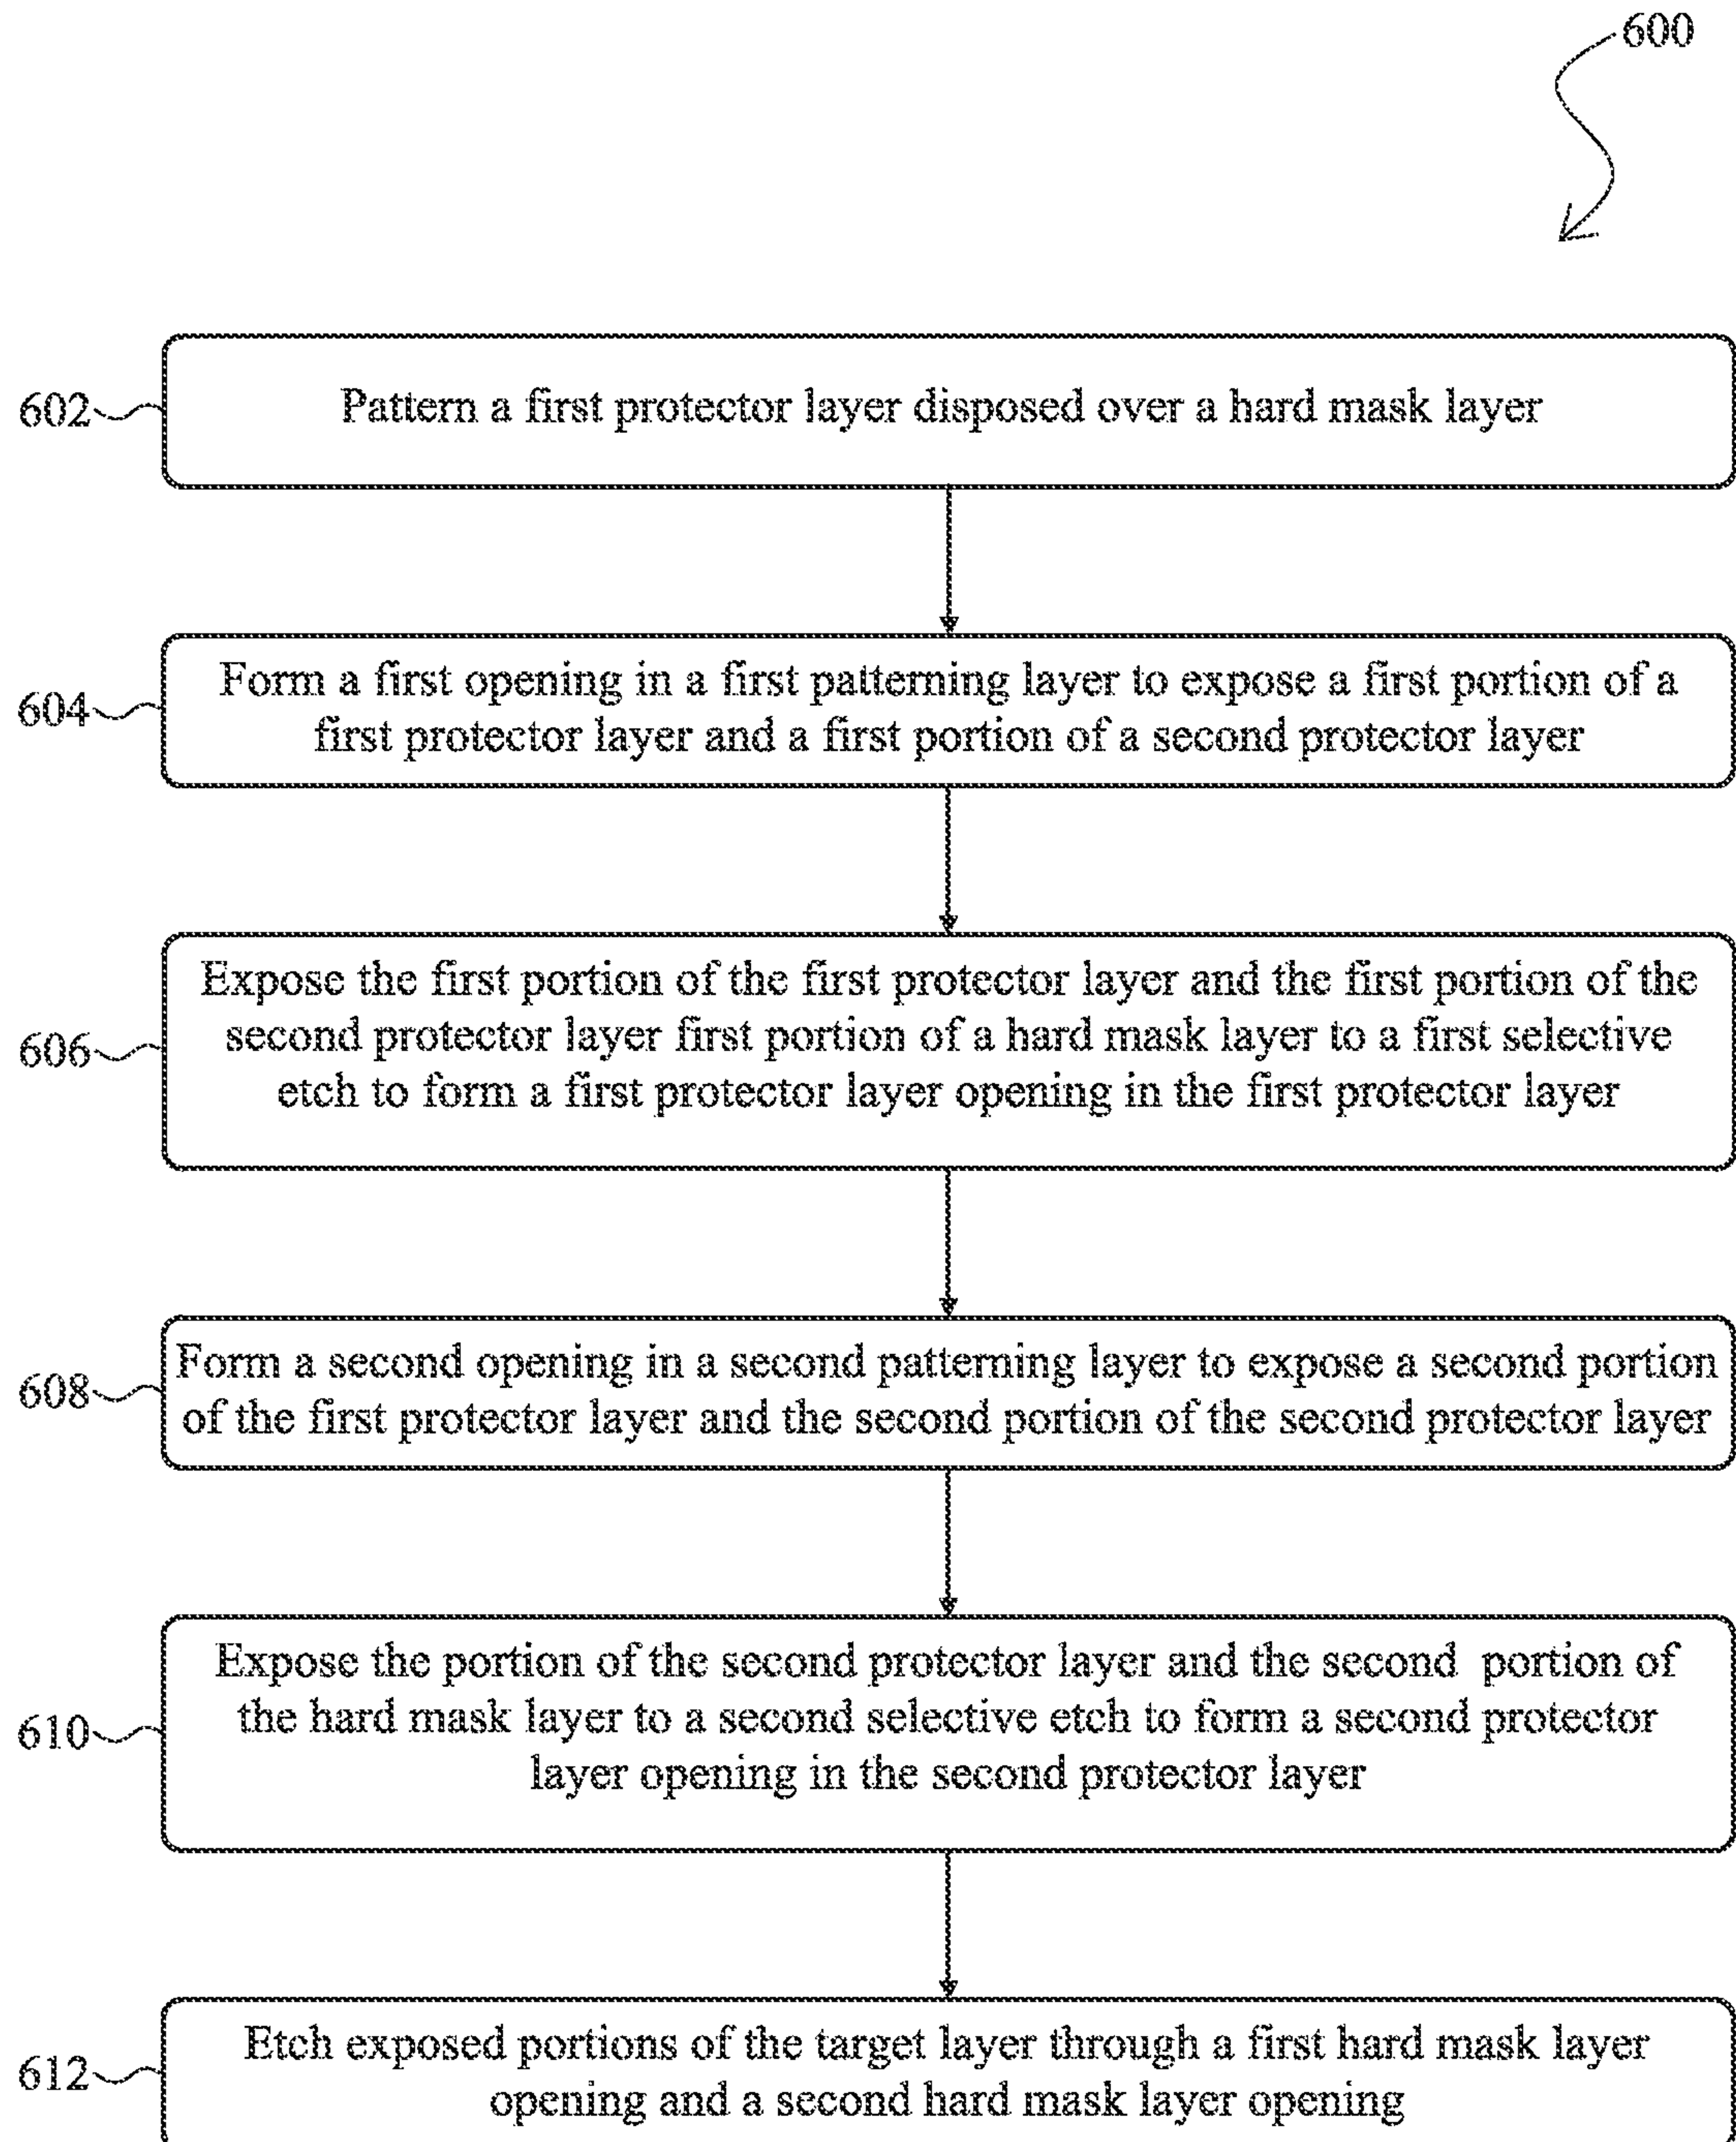 600
602
Pattern a first protector layer disposed over a hard mask layer
604
Form a first opening in a first patterning layer to expose a first portion of a
first protector layer and a first portion of a second protector layer
606
Expose the first portion of the first protector layer and the first portion of the
second protector layer first portion of a hard mask layer to a first selective
etch to form a first protector layer opening in the first protector layer
608
Form a second opening in a second patterning layer to expose a second portion
of the first protector layer and the second portion of the second protector layer
610
Expose the portion of the second protector layer and the second portion of
the hard mask layer to a second selective etch to form a second protector
layer opening in the second protector layer
612
Etch exposed portions of the target layer through a first hard mask layer
opening and a second hard mask layer opening